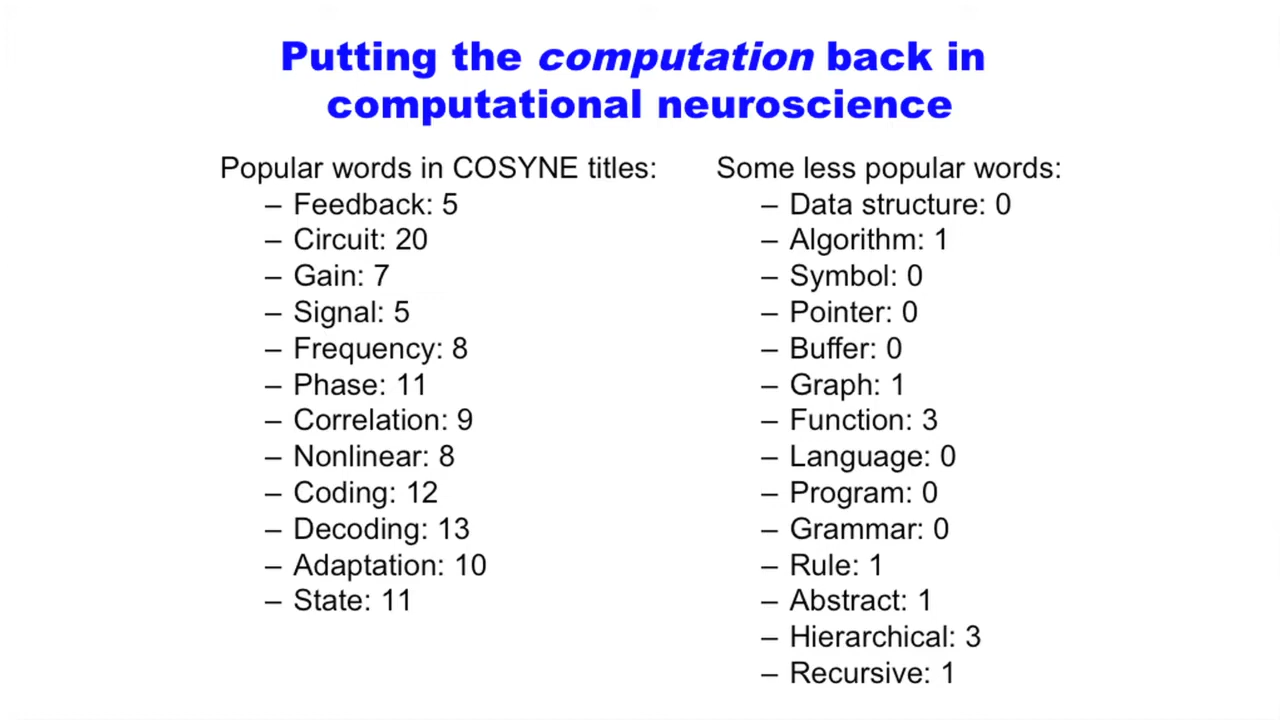 Putting the computation back in
computational neuroscience
Popular words in COSYNE titles:
– Feedback: 5
– Circuit: 20
– Gain: 7
– Signal: 5
– Frequency: 8
– Phase: 11
– Correlation: 9
– Nonlinear: 8
– Coding: 12
– Decoding: 13
– Adaptation: 10
– State: 11
Some less popular words:
– Data structure: 0
– Algorithm: 1
– Symbol: 0
– Pointer: 0
– Buffer: 0
– Graph: 1
– Function: 3
– Language: 0
– Program: 0
– Grammar: 0
– Rule: 1
– Abstract: 1
– Hierarchical: 3
– Recursive: 1